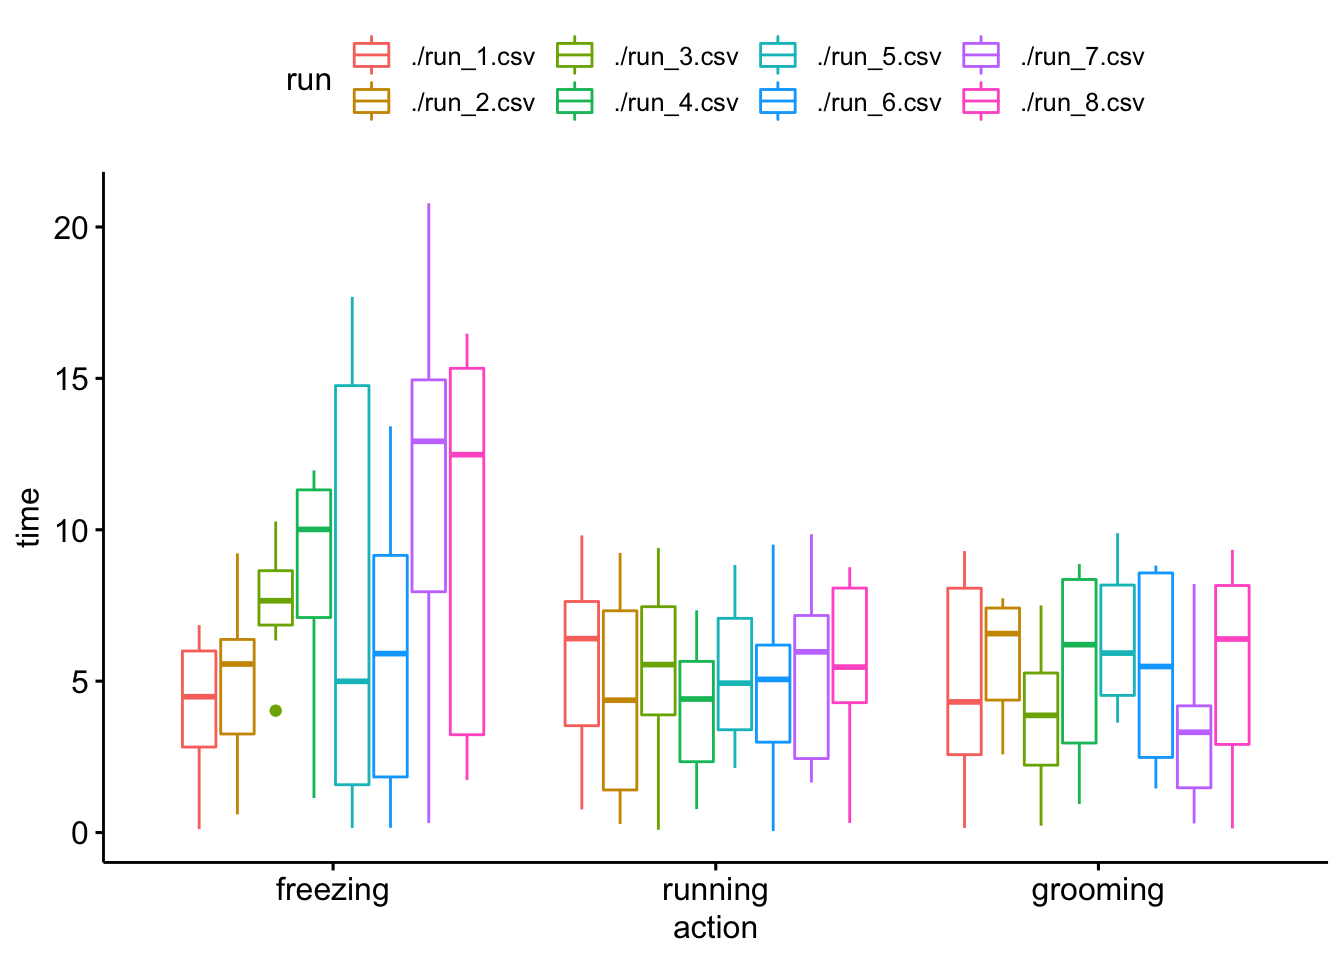 run
./run_1.csv ./run_3.csv ./run_5.csv ./run_7.csv
./run_2.csv ./run_4.csv ./run_6.csv ./run_8.csv
20
15
10
5
0
time
freezing running grooming
action